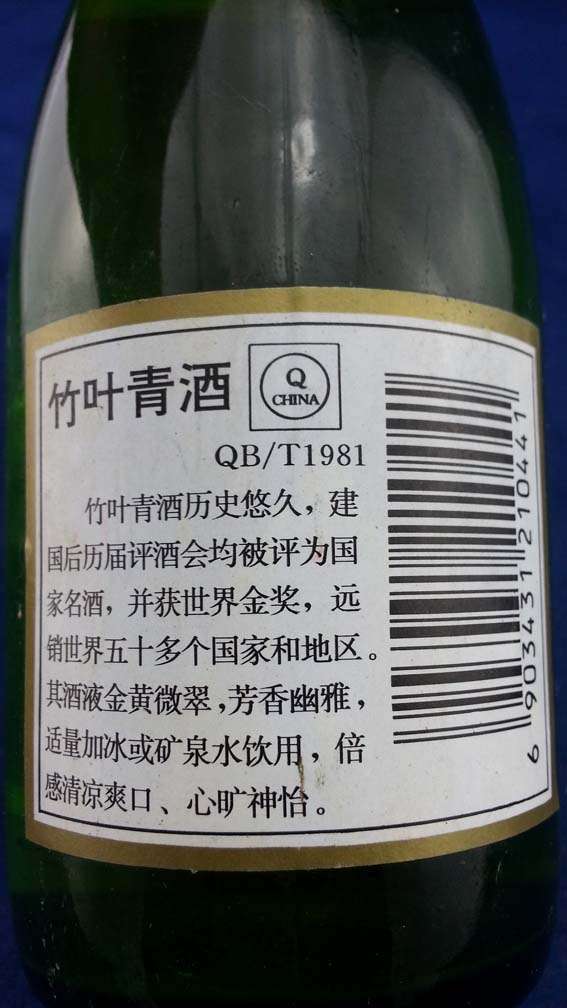 竹叶青酒
Q
CHINA
QB/T1981
竹叶青酒历史悠久，建
国后历届评酒会均被评为国
家名酒，并获世界金奖，远
销世界五十多个国家和地区。
其酒液金黄微翠，芳香幽雅，
适量加冰或矿泉水饮用，倍
感清凉爽口、心旷神怡。
6 903431 210441